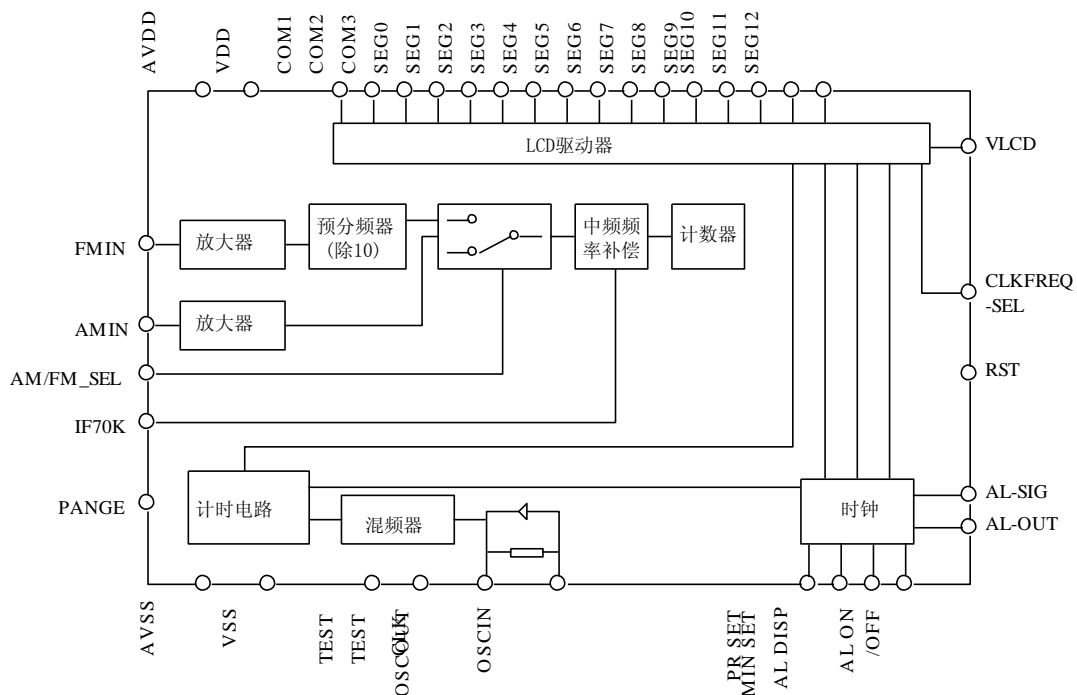 AVDD
VDD
COM1
COM2
COM3
SEG0
SEG1
SEG2
SEG3
SEG4
SEG5
SEG6
SEG7
SEG8
SEG9
SEG10
SEG11
SEG12
LCD驱动器
VLCD
FMIN
放大器
预分频器
(除10)
中频频
率补偿
计数器
CLKFREQ
-SEL
AMIN
放大器
AM/FM_SEL
RST
IF70K
PANGE
计时电路
混频器
时钟
AL-SIG
AL-OUT
AVSS
VSS
TEST
TEST
CLK
OSCOUT
OSCIN
PR SET
MIN SET
AL DISP
AL ON
/OFF